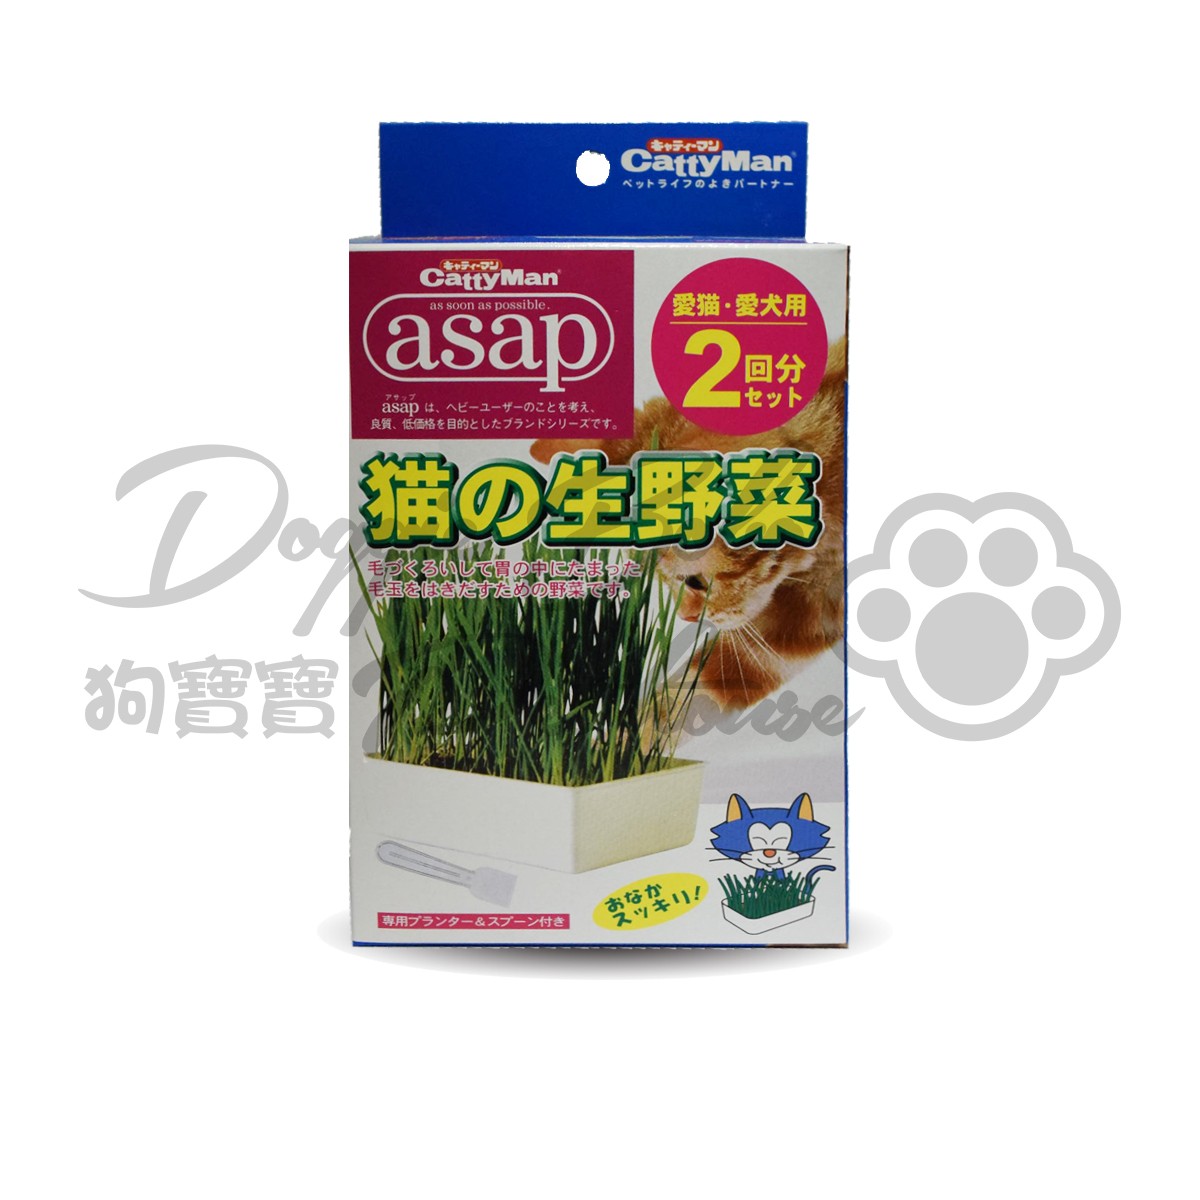 キャティーマン
CattyMan®
ペットライフのよきパートナー
キャティーマン
CattyMan®
as soon as possible.
asap
アサップ
asap は、ヘビーユーザーのことを考え、
良質、低価格を目的としたブランドシリーズです。
愛猫・愛犬用
2回分
セット
猫の生野菜
毛づくろいして胃の中にたまった
毛玉をはきだすための野菜です。
狗寶寶
おなか
スッキリ!
専用プランター&スプーン付き